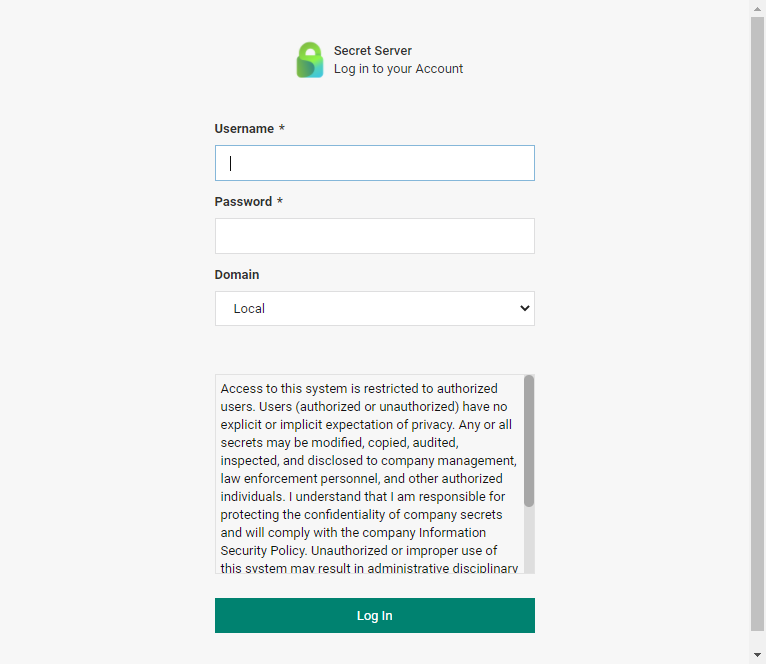 Secret Server
Log in to your Account
Username *
Password *
Domain
Local
Access to this system is restricted to authorized
users. Users (authorized or unauthorized) have no
explicit or implicit expectation of privacy. Any or all
secrets may be modified, copied, audited,
inspected, and disclosed to company management,
law enforcement personnel, and other authorized
individuals. I understand that I am responsible for
protecting the confidentiality of company secrets
and will comply with the company Information
Security Policy. Unauthorized or improper use of
this system may result in administrative disciplinary
Log In